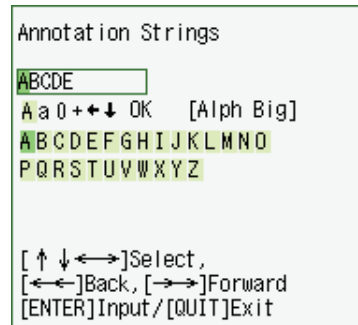 Annotation Strings
ABCDE
A a 0 + ← ↓ OK [Alph Big]
A B C D E F G H I J K L M N O
P Q R S T U V W X Y Z
[↑ ↓ ← →]Select,
[← ←]Back, [→ →]Forward
[ENTER]Input/[QUIT]Exit